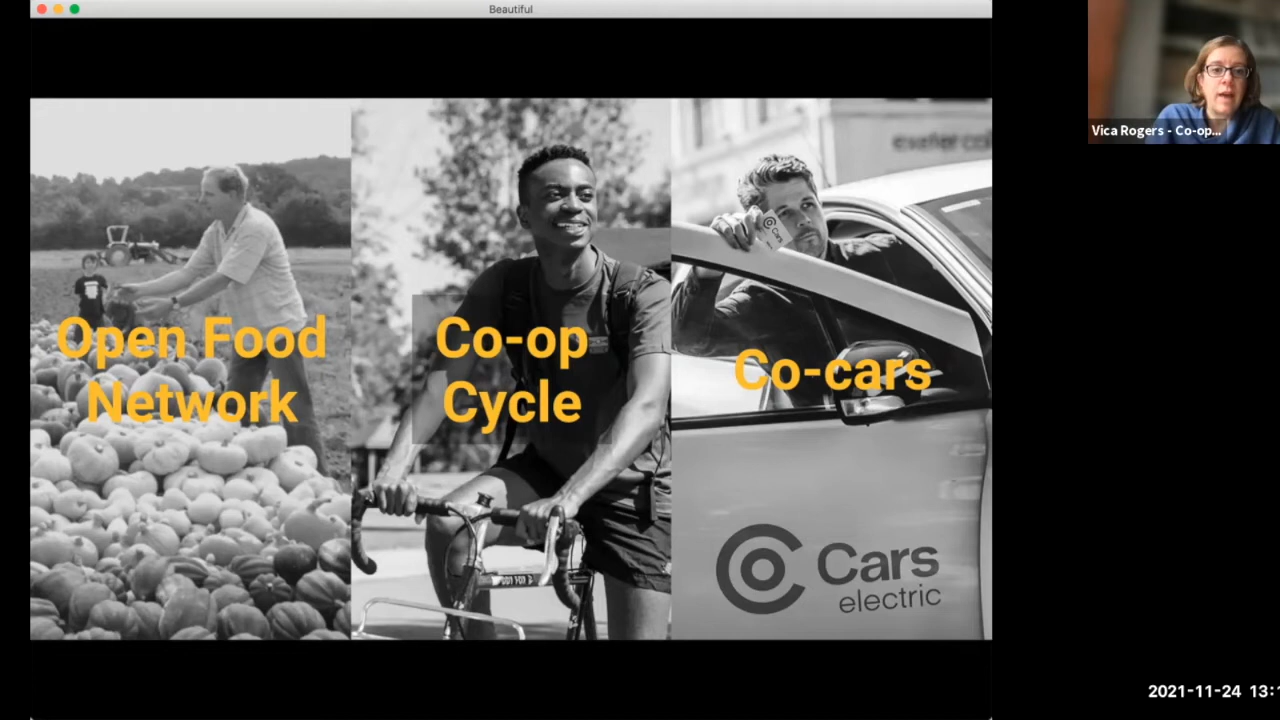 Beautiful
Vica Rogers - Co-op...
Open Food
Network
Co-op
Cycle
Co-cars
Co
Cars
electric
2021-11-24 13: